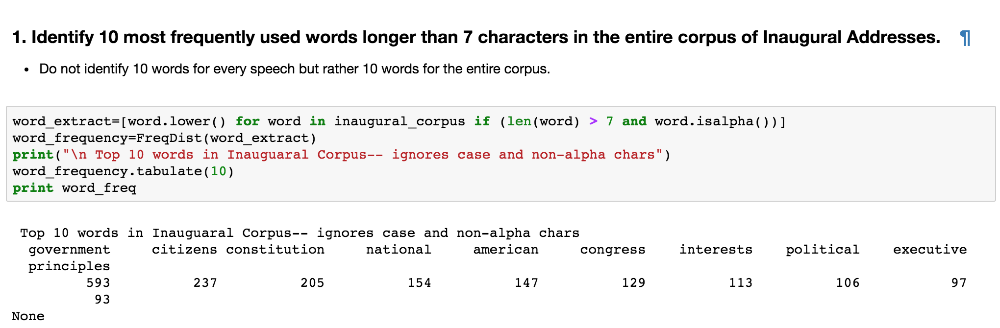 1. Identify 10 most frequently used words longer than 7 characters in the entire corpus of Inaugural Addresses. ¶
• Do not identify 10 words for every speech but rather 10 words for the entire corpus.
word_extract=[word.lower() for word in inaugural_corpus if (len(word) > 7 and word.isalpha())]
word_frequency=FreqDist(word_extract)
print("\n Top 10 words in Inauguaral Corpus-- ignores case and non-alpha chars")
word_frequency.tabulate(10)
print word_freq
Top 10 words in Inauguaral Corpus-- ignores case and non-alpha chars
government citizens constitution national american congress interests political executive
principles
593 237 205 154 147 129 113 106 97
93
None